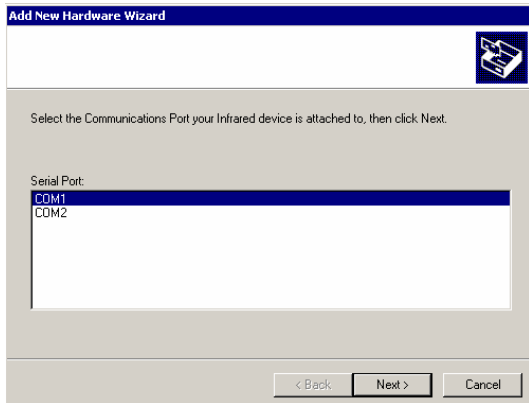 Add New Hardware Wizard
Select the Communications Port your Infrared device is attached to, then click Next.
Serial Port:
COM1
COM2
< Back
Next >
Cancel